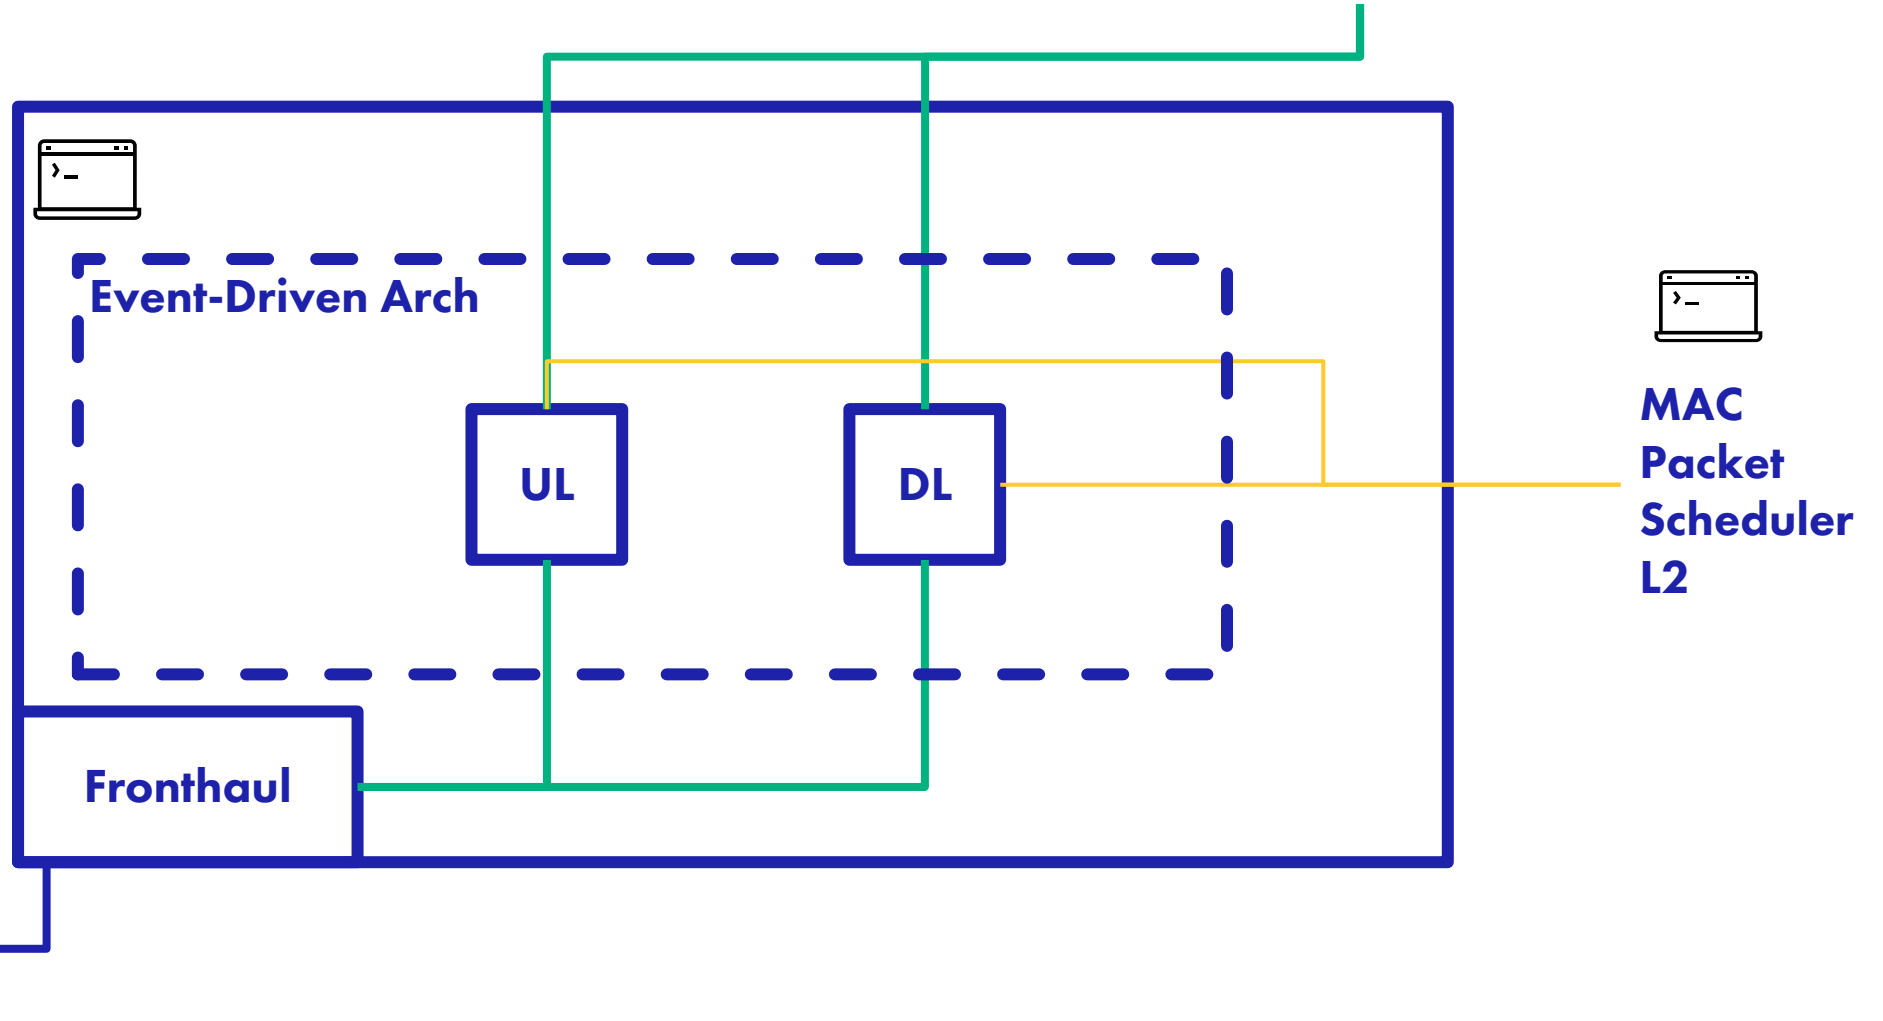 Event-Driven Arch
UL
DL
MAC
Packet
Scheduler
L2
Fronthaul